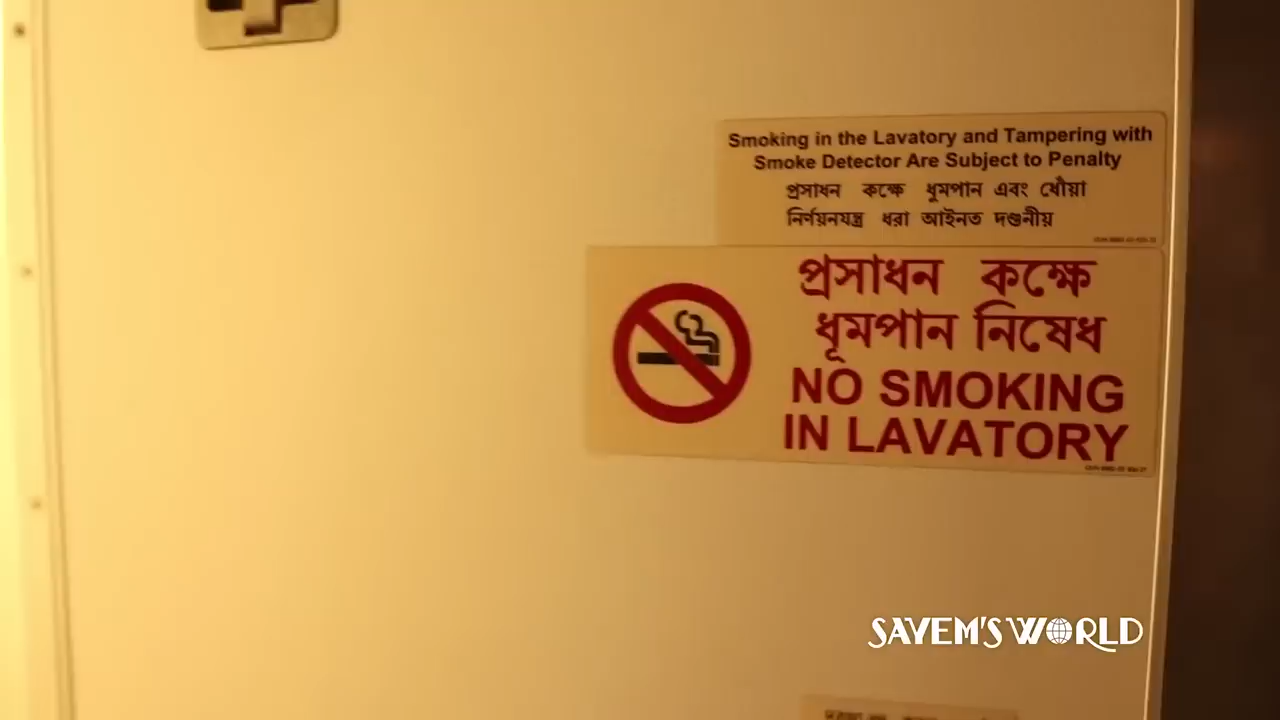 Smoking in the Lavatory and Tampering with
Smoke Detector Are Subject to Penalty
প্রসাধন কক্ষে ধুমপান এবং ধোঁয়া
নির্ণয়নযন্ত্র ধরা আইনত দণ্ডনীয়
প্রসাধন কক্ষে
ধূমপান নিষেধ
NO SMOKING
IN LAVATORY
SAYEM'S WORLD